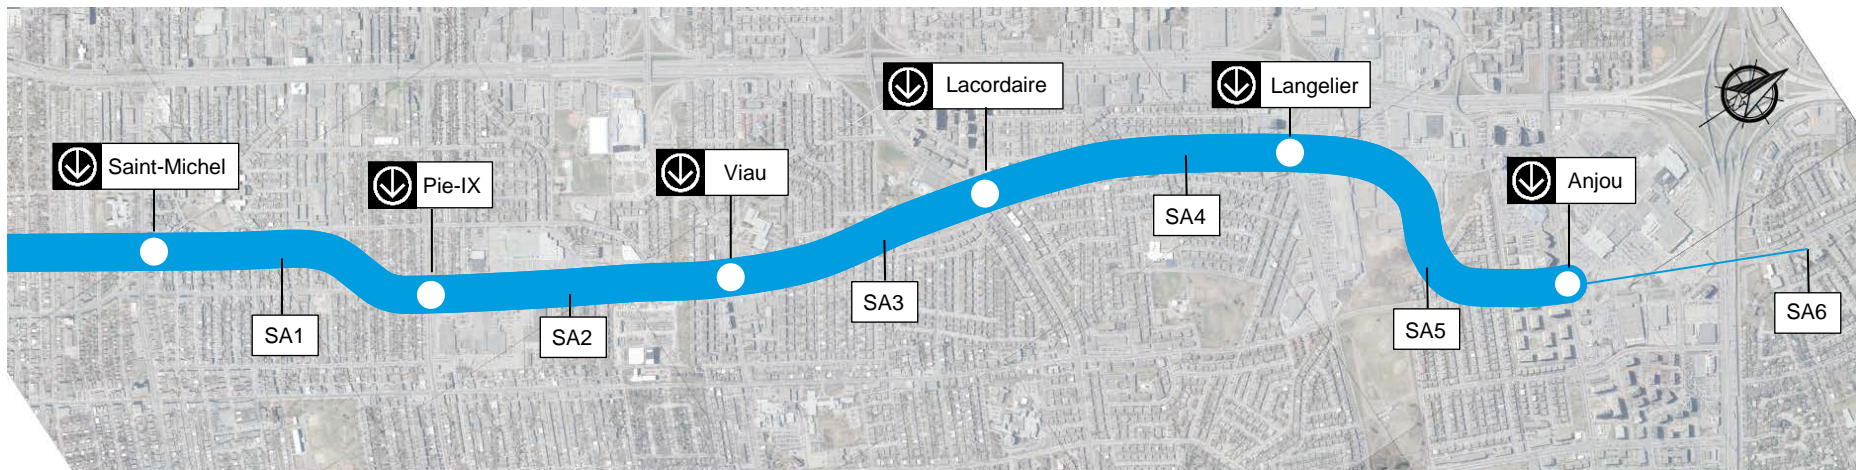 Saint-Michel
Pie-IX
Viau
Lacordaire
Langelier
Anjou
SA1
SA2
SA3
SA4
SA5
SA6